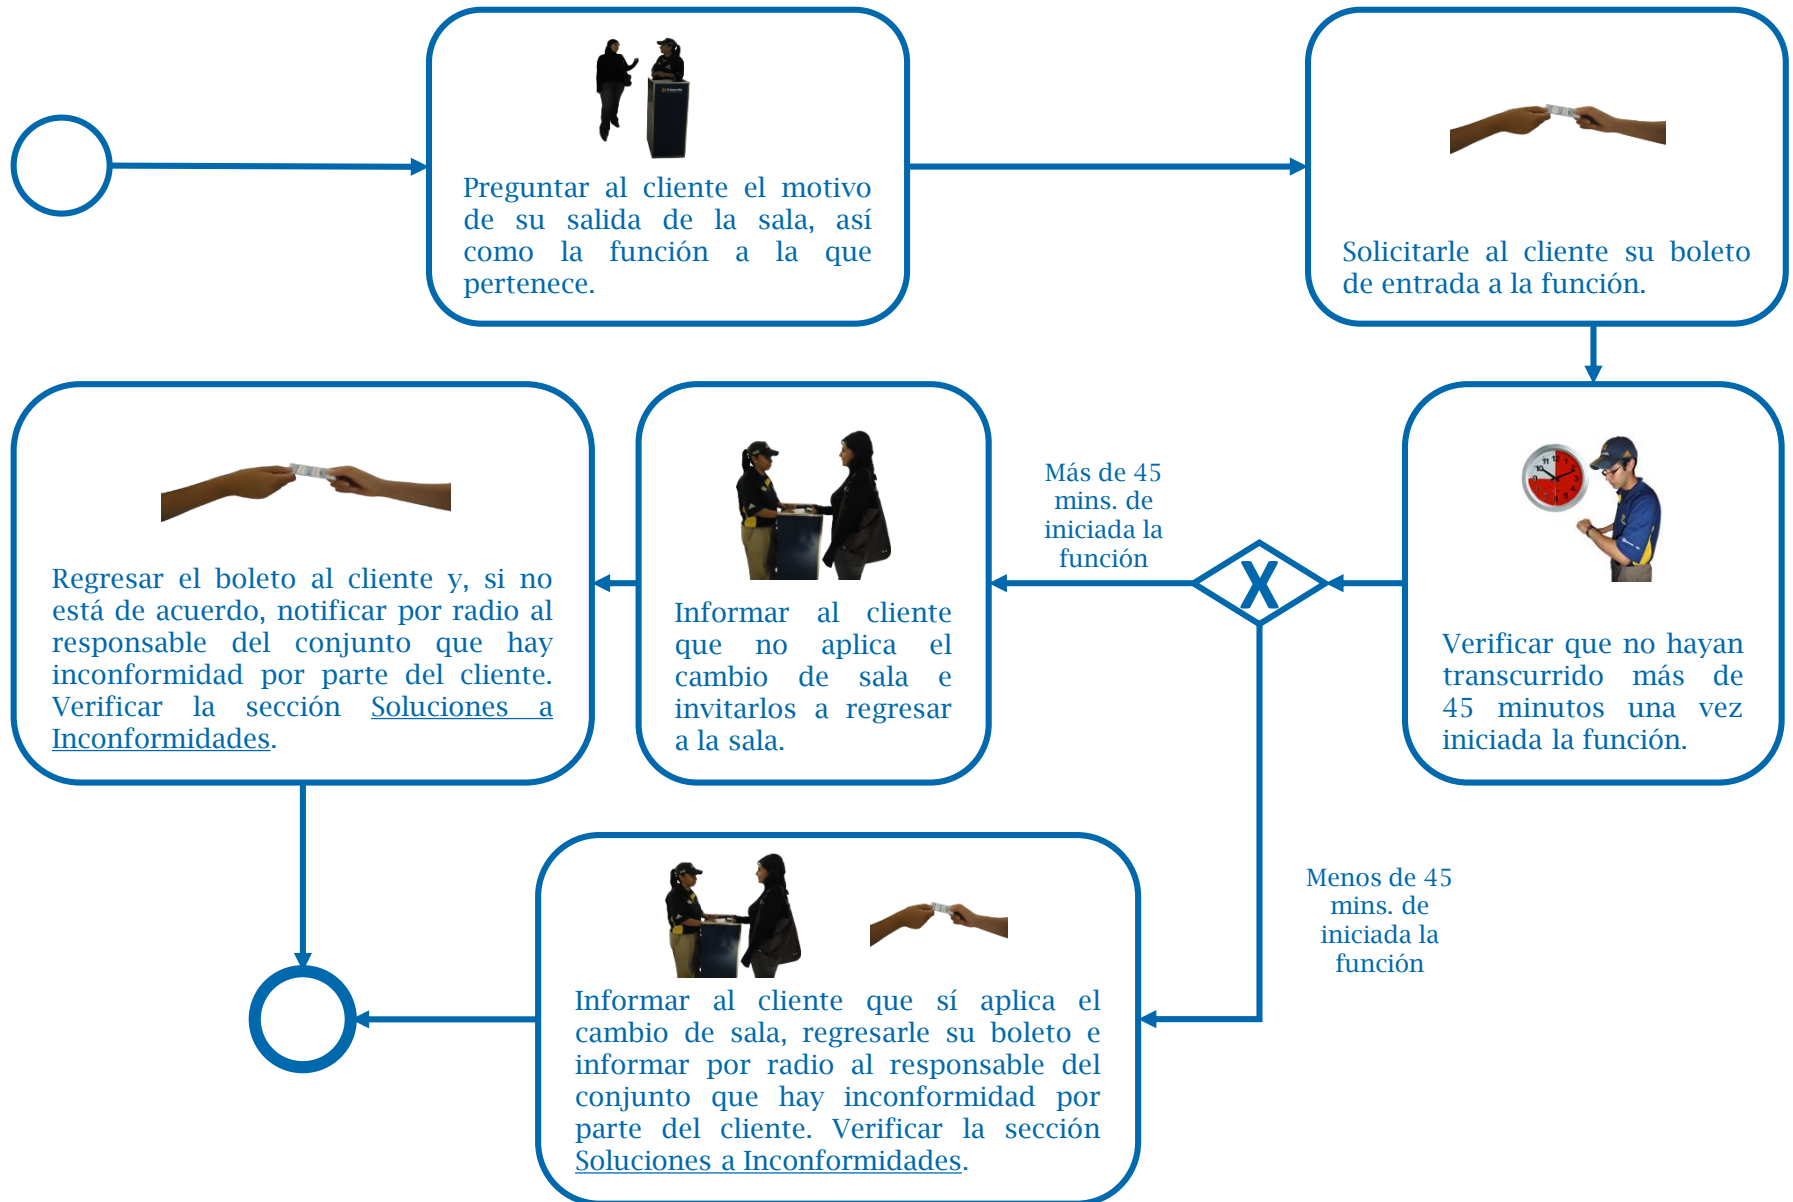 Preguntar al cliente el motivo
de su salida de la sala, así
como la función a la que
pertenece.
Solicitarle al cliente su boleto
de entrada a la función.
Verificar que no hayan
transcurrido más de
45 minutos una vez
iniciada la función.
Más de 45
mins. de
iniciada la
función
X
Informar al cliente
que no aplica el
cambio de sala e
invitarlos a regresar
a la sala.
Regresar el boleto al cliente y, si no
está de acuerdo, notificar por radio al
responsable del conjunto que hay
inconformidad por parte del cliente.
Verificar la sección Soluciones a
Inconformidades.
Menos de 45
mins. de
iniciada la
función
Informar al cliente que sí aplica el
cambio de sala, regresarle su boleto e
informar por radio al responsable del
conjunto que hay inconformidad por
parte del cliente. Verificar la sección
Soluciones a Inconformidades.